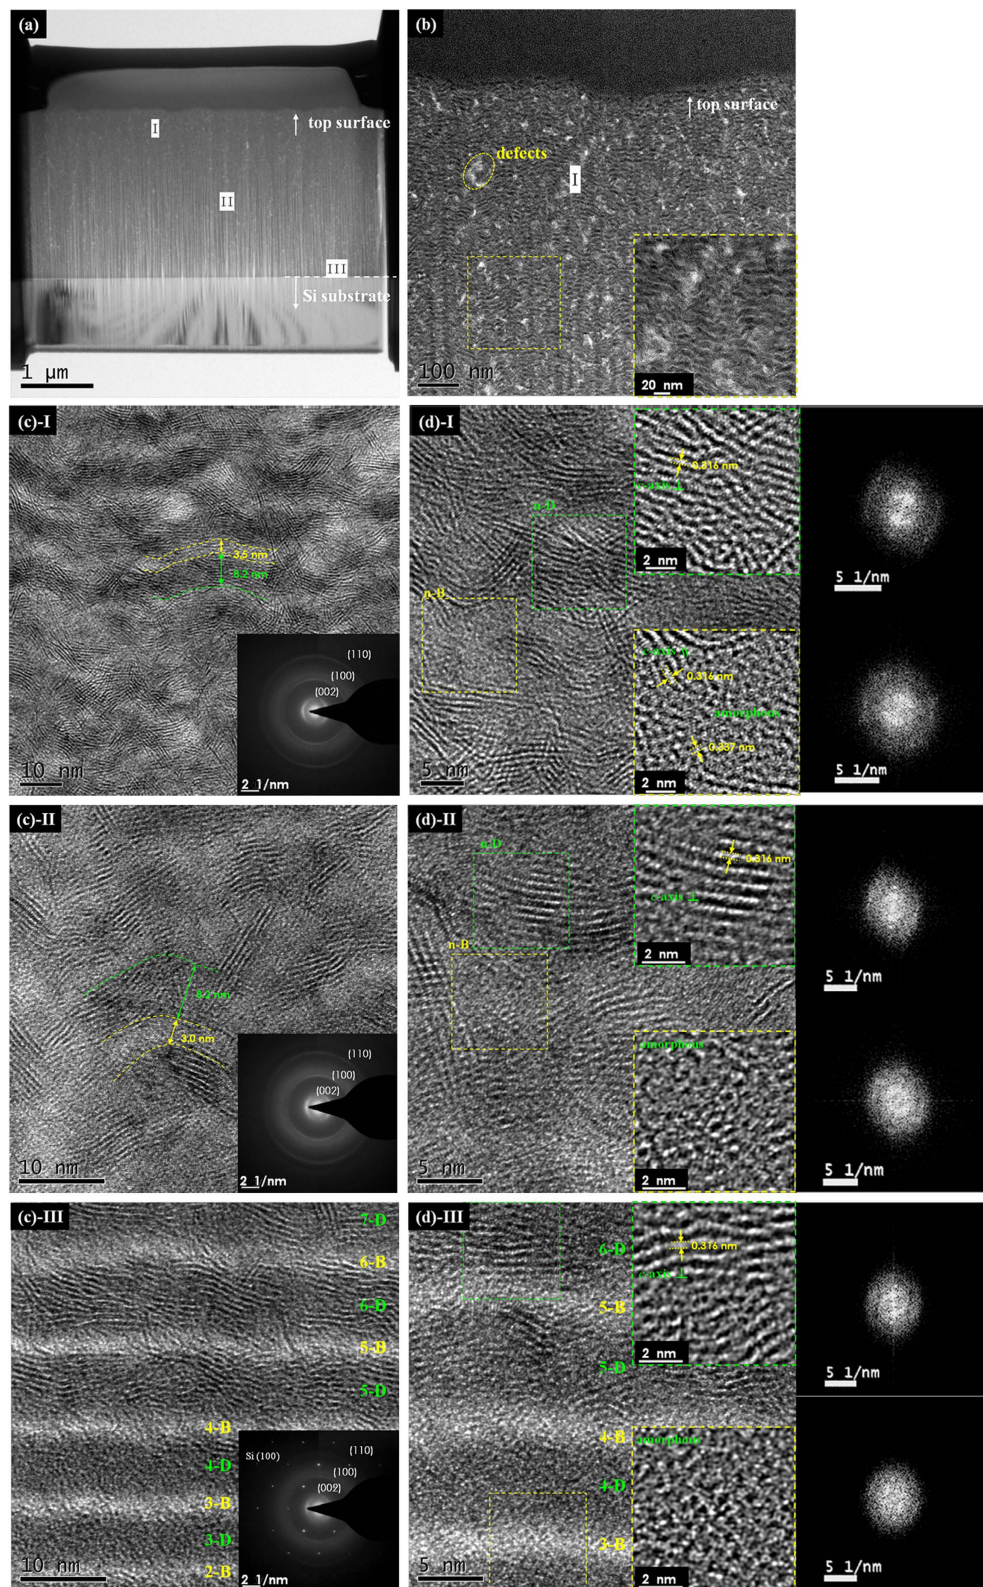 (a)
I
top surface
II
III
Si substrate
1 μm
(b)
top surface
defects
I
100 nm
20 nm
(c)-I
3.5 nm
8.2 nm
(110)
(100)
(002)
10 nm
2 1/nm
(d)-I
n-D
n-B
0.316 nm
c-axis ⊥
2 nm
0.316 nm
amorphous
0.337 nm
2 nm
5 nm
5 1/nm
5 1/nm
(c)-II
8.2 nm
3.0 nm
(110)
(100)
(002)
10 nm
2 1/nm
(d)-II
n-D
n-B
0.316 nm
c-axis ⊥
2 nm
amorphous
2 nm
5 nm
5 1/nm
5 1/nm
(c)-III
7-D
6-B
6-D
5-B
5-D
4-B
4-D
3-B
3-D
2-B
Si (100)
(110)
(100)
(002)
10 nm
2 1/nm
(d)-III
6-D
5-B
5-D
4-B
4-D
3-B
0.316 nm
c-axis ⊥
2 nm
amorphous
2 nm
5 nm
5 1/nm
5 1/nm